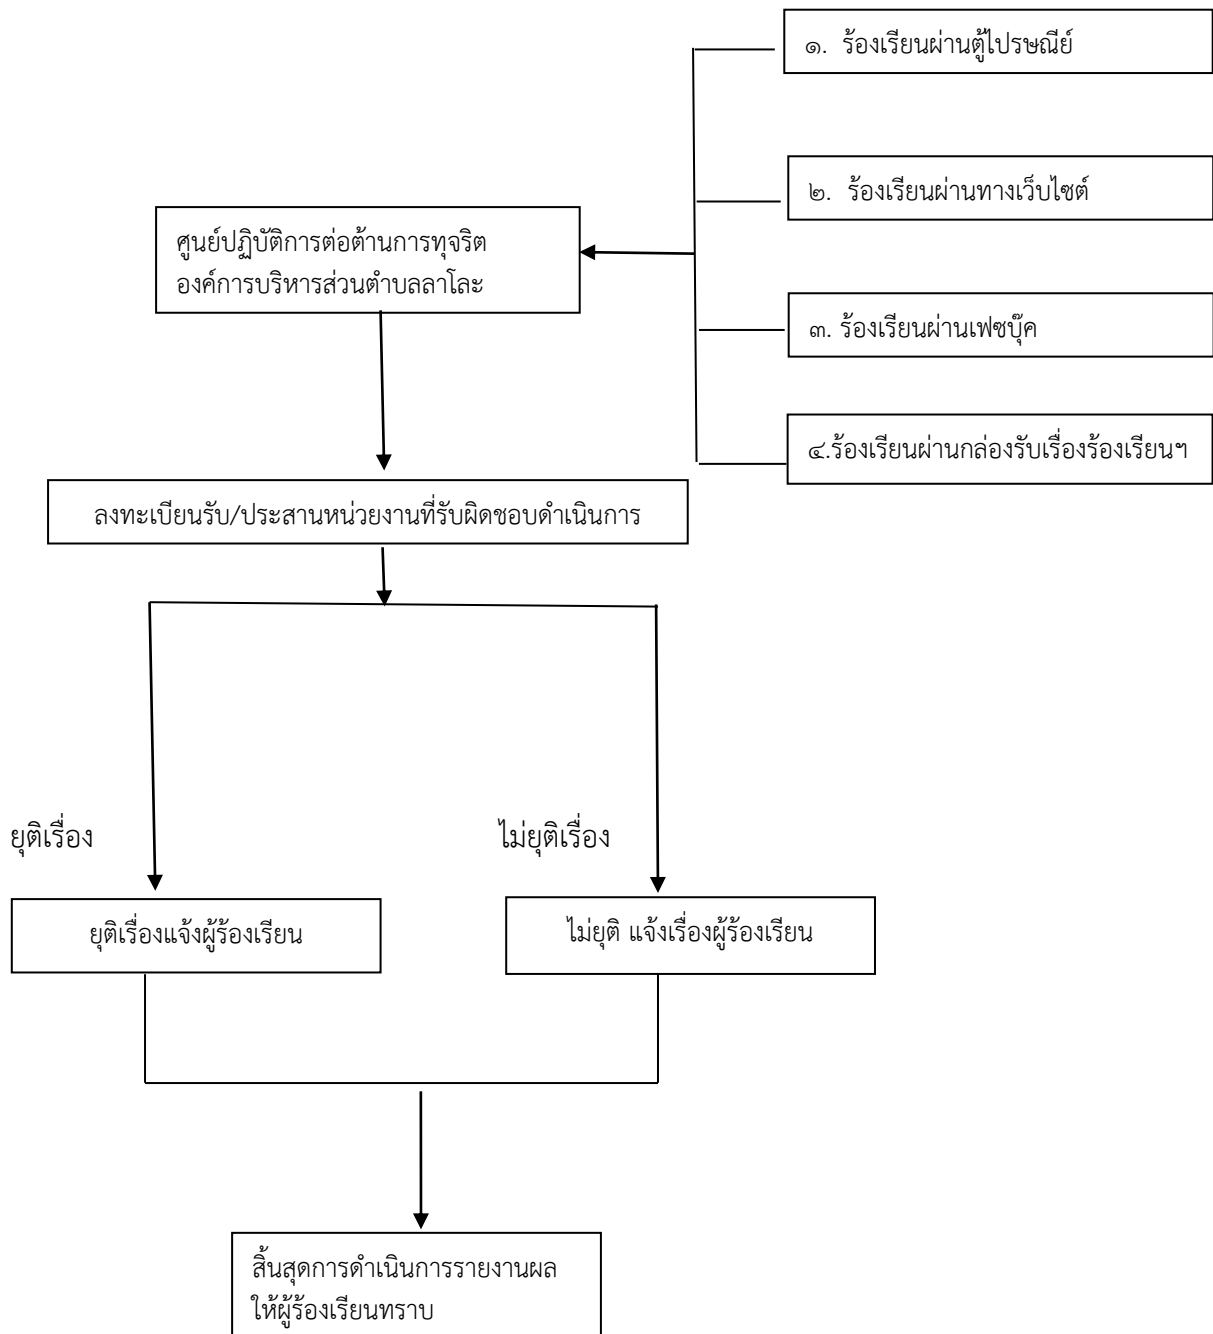 ๑. ร้องเรียนผ่านตู้ไปรษณีย์
๒. ร้องเรียนผ่านทางเว็บไซต์
ศูนย์ปฏิบัติการต่อต้านการทุจริต
องค์การบริหารส่วนตำบลลาโละ
๓. ร้องเรียนผ่านเฟซบุ๊ค
๔.ร้องเรียนผ่านกล่องรับเรื่องร้องเรียนฯ
ลงทะเบียนรับ/ประสานหน่วยงานที่รับผิดชอบดำเนินการ
ยุติเรื่อง
ไม่ยุติเรื่อง
ยุติเรื่องแจ้งผู้ร้องเรียน
ไม่ยุติ แจ้งเรื่องผู้ร้องเรียน
สิ้นสุดการดำเนินการรายงานผล
ให้ผู้ร้องเรียนทราบ